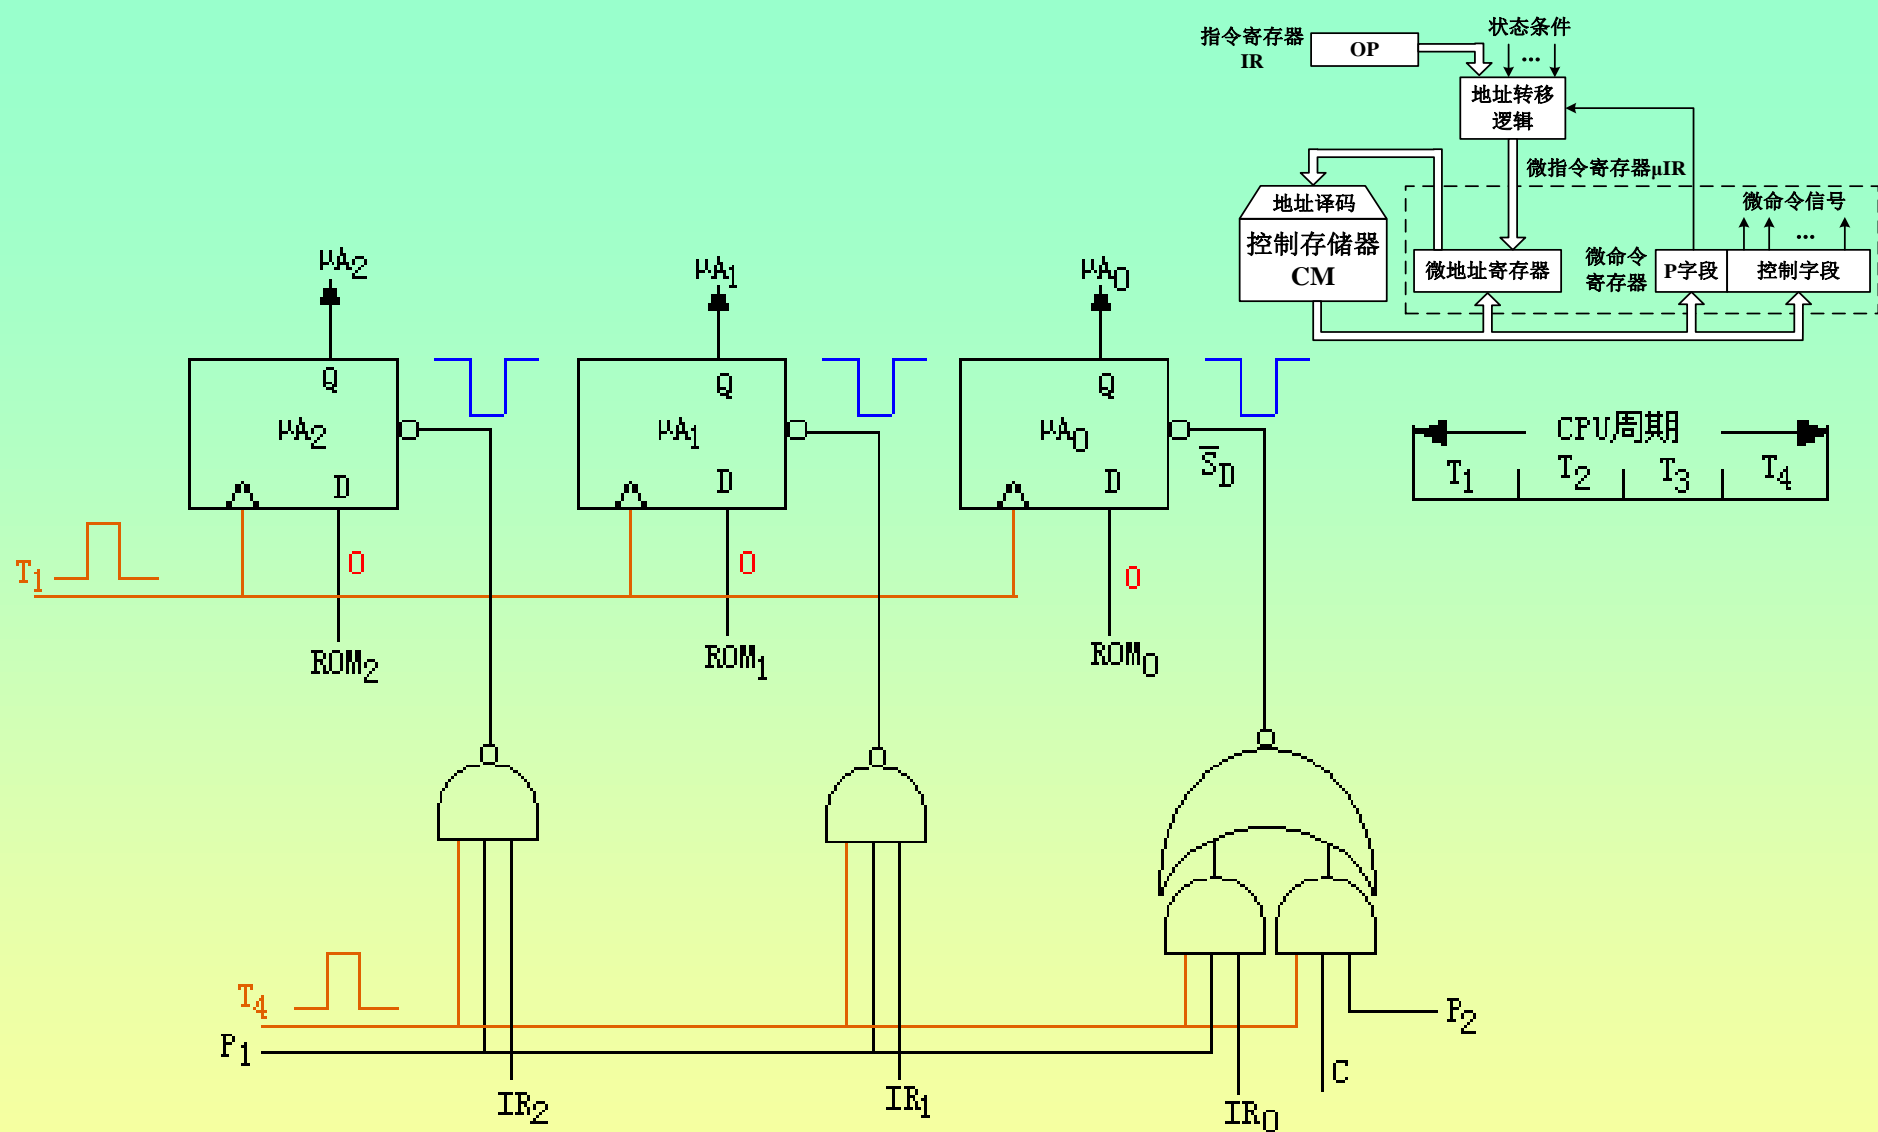 指令寄存器
IR
OP
状态条件
...
地址转移
逻辑
微指令寄存器μIR
地址译码
控制存储器
CM
微地址寄存器
微命令
寄存器
P字段
控制字段
微命令信号
...
μA2
μA1
μA0
Q
μA2
D
Q
μA1
D
Q
μA0
D
S̅D
CPU周期
T1
T2
T3
T4
T1
0
0
0
ROM2
ROM1
ROM0
T4
P1
P2
C
IR2
IR1
IR0